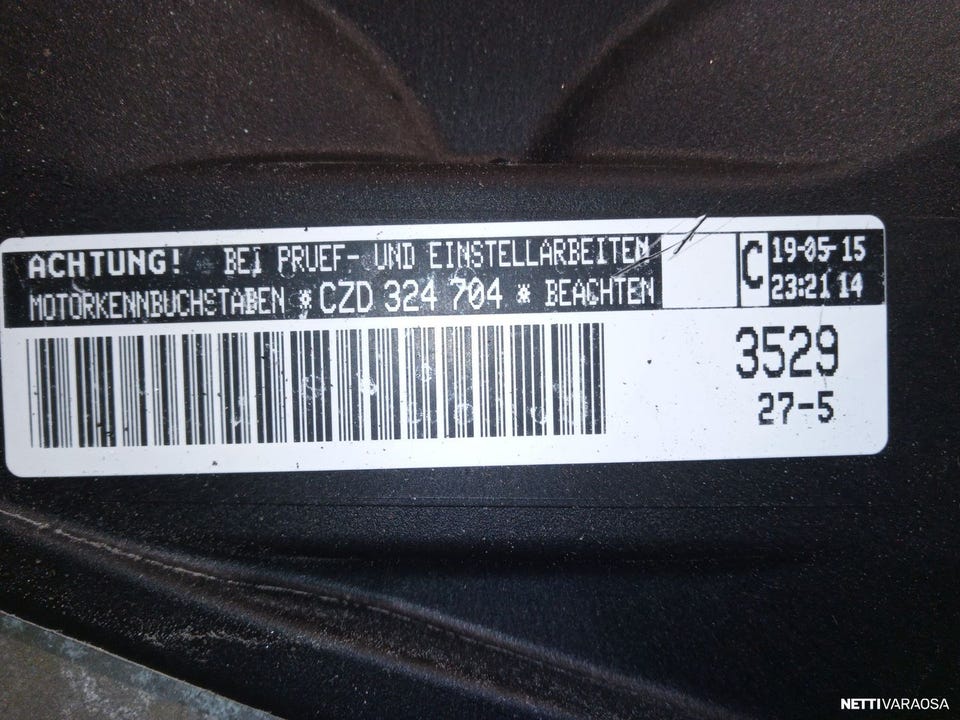 ACHTUNG! BEI PRUEF- UND EINSTELLARBEITEN
MOTORKENNBUCHSTABEN * CZD 324 704 * BEACHTEN
C
19-05-15
23:21 14
3529
27-5
NETTIVARAOSA